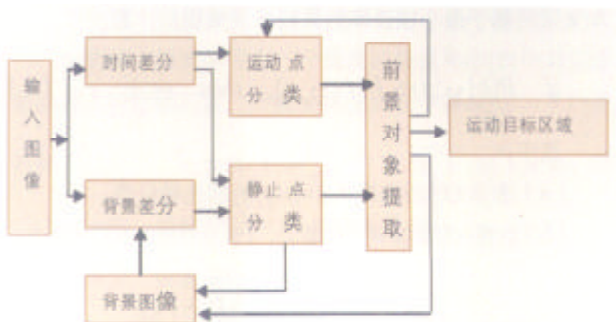 输入图像
时间差分
背景差分
背景图像
运动点
分类
静止点
分类
前景对象提取
运动目标区域